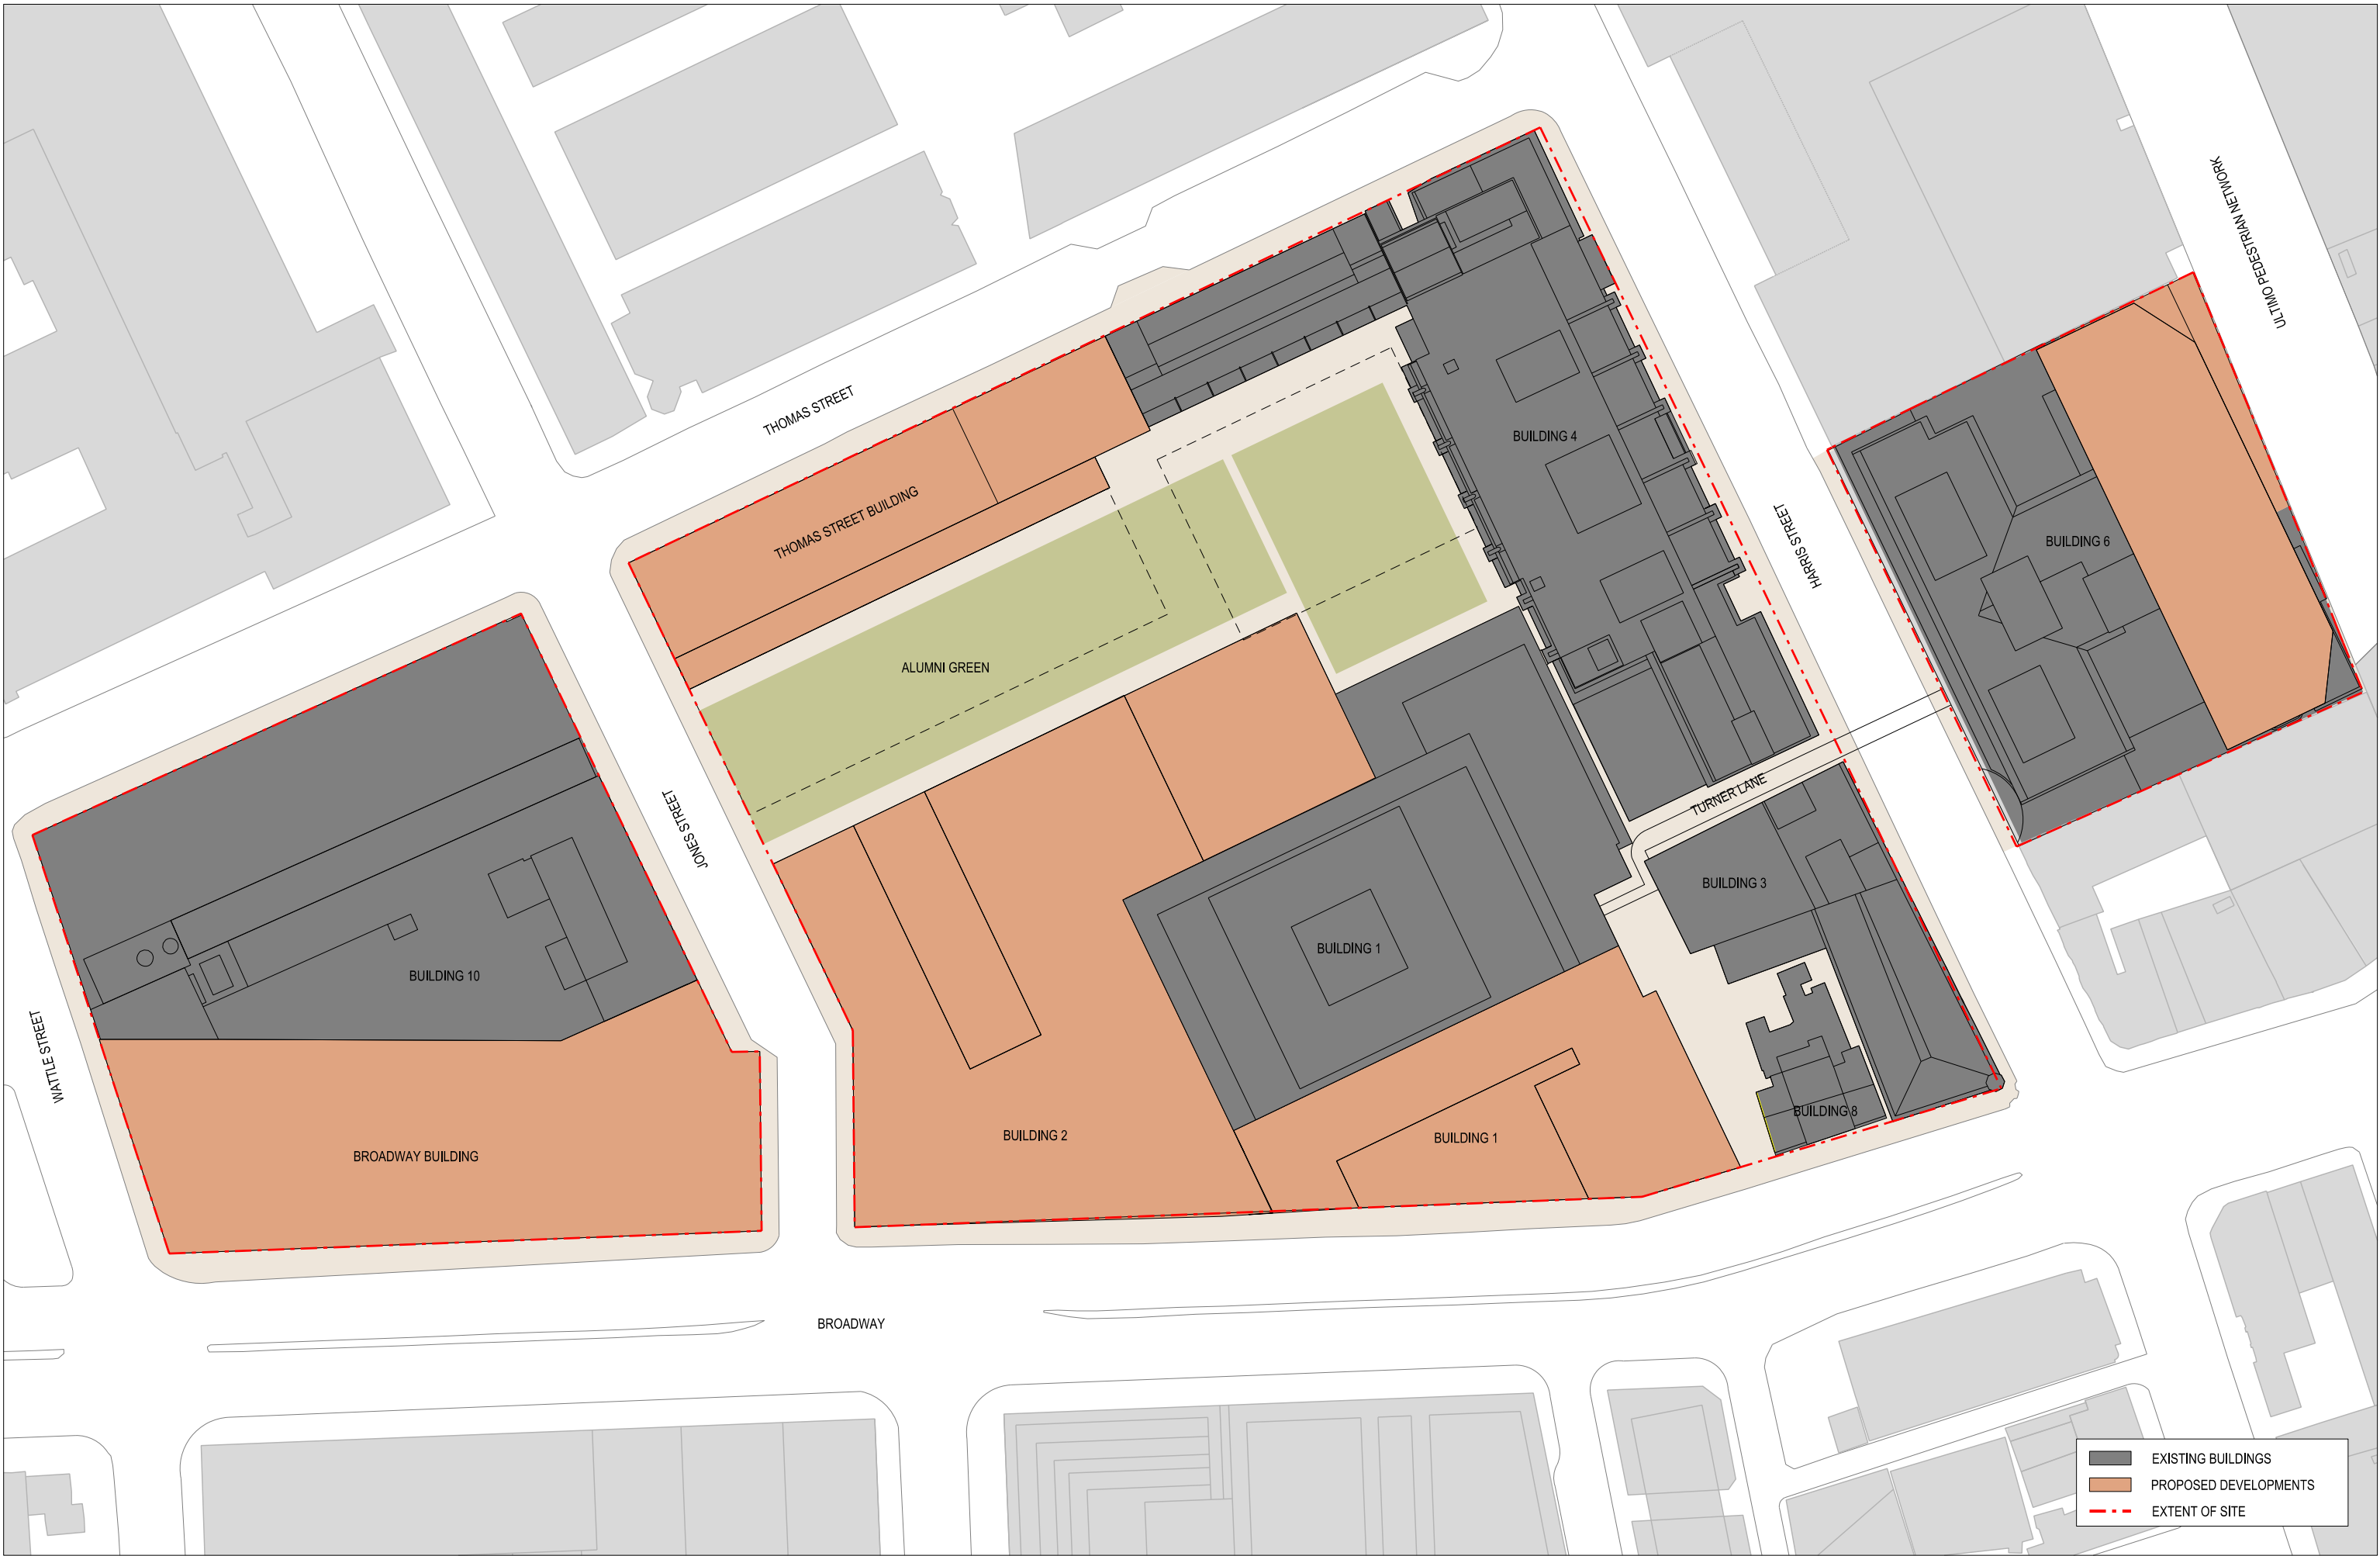 ULTIMO PEDESTRIAN NETWORK
THOMAS STREET
BUILDING 4
THOMAS STREET BUILDING
HARRIS STREET
BUILDING 6
ALUMNI GREEN
JONES STREET
TURNER LANE
BUILDING 3
BUILDING 1
BUILDING 10
WATTLE STREET
BUILDING 8
BUILDING 2
BUILDING 1
BROADWAY BUILDING
BROADWAY
EXISTING BUILDINGS
PROPOSED DEVELOPMENTS
EXTENT OF SITE